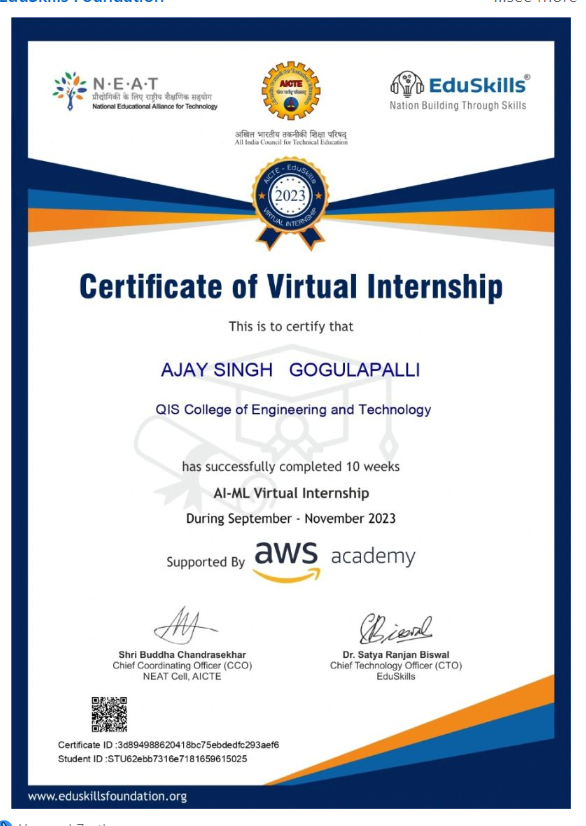 EduSkills Foundation
...see more
N·E·A·T
प्रौद्योगिकी के लिए राष्ट्रीय शैक्षणिक सहयोग
National Educational Alliance for Technology
AICTE
अखिल भारतीय तकनीकी शिक्षा परिषद्
All India Council for Technical Education
EduSkills®
Nation Building Through Skills
AICTE - EduSkills
2023
VIRTUAL INTERNSHIP
Certificate of Virtual Internship
This is to certify that
AJAY SINGH GOGULAPALLI
QIS College of Engineering and Technology
has successfully completed 10 weeks
AI-ML Virtual Internship
During September - November 2023
Supported By aws academy
Shri Buddha Chandrasekhar
Chief Coordinating Officer (CCO)
NEAT Cell, AICTE
Dr. Satya Ranjan Biswal
Chief Technology Officer (CTO)
EduSkills
Certificate ID :3d894988620418bc75ebdedfc293aef6
Student ID :STU62ebb7316e7181659615025
www.eduskillsfoundation.org